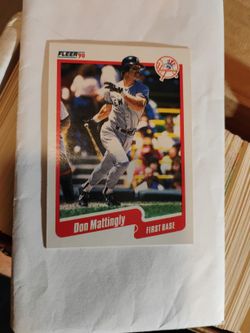 FLEER
90
Don Mattingly
FIRST BASE